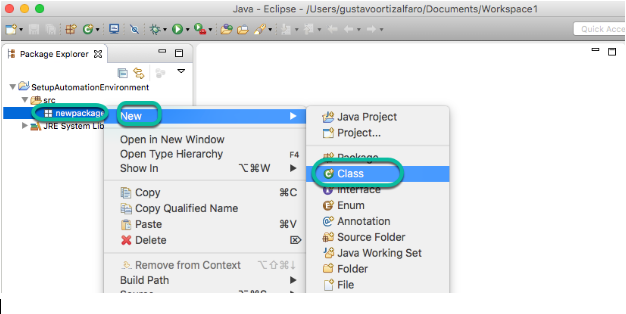 Java - Eclipse - /Users/gustavoortizalfaro/Documents/Workspace1
Quick Acce
Package Explorer
SetupAutomationEnvironment
src
newpackage
JRE System Lib
New
Open in New Window
Open Type Hierarchy F4
Show In ⌥⌘W
Copy ⌘C
Copy Qualified Name
Paste ⌘V
Delete ⌦
Remove from Context ⌥⇧⌘↓
Build Path
Source ⌥⌘S
Java Project
Project...
Package
Class
Interface
Enum
Annotation
Source Folder
Java Working Set
Folder
File